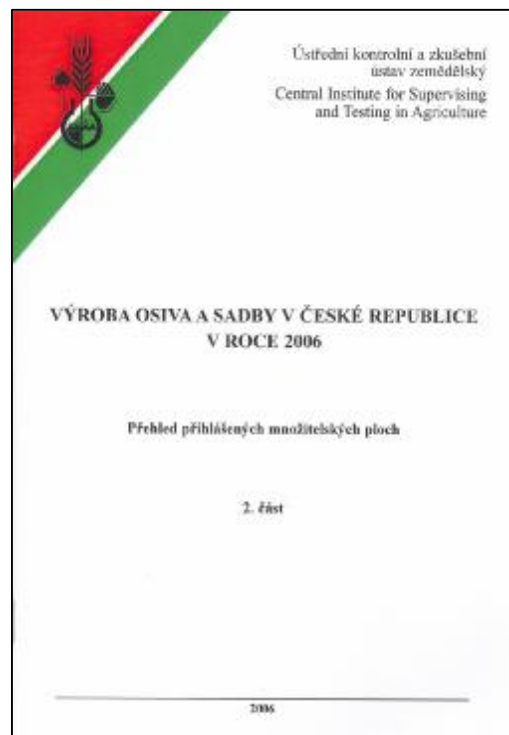 Ústřední kontrolní a zkušební
ústav zemědělský
Central Institute for Supervising
and Testing in Agriculture
VÝROBA OSIVA A SADBY V ČESKÉ REPUBLICE
V ROCE 2006
Přehled přihlášených množitelských ploch
2. část
2006